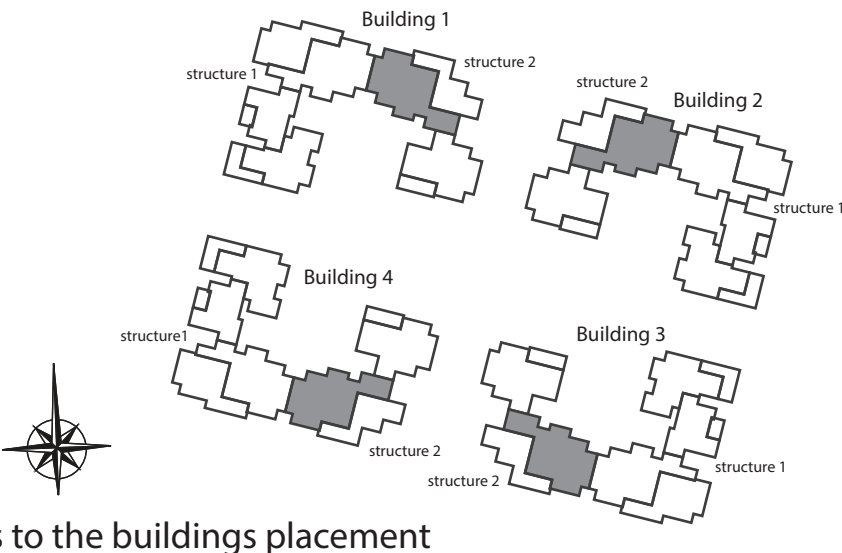 Building 1
structure 1
structure 2
structure 2
Building 2
structure 1
Building 4
structure1
structure 2
Building 3
structure 2
structure 1
to the buildings placement